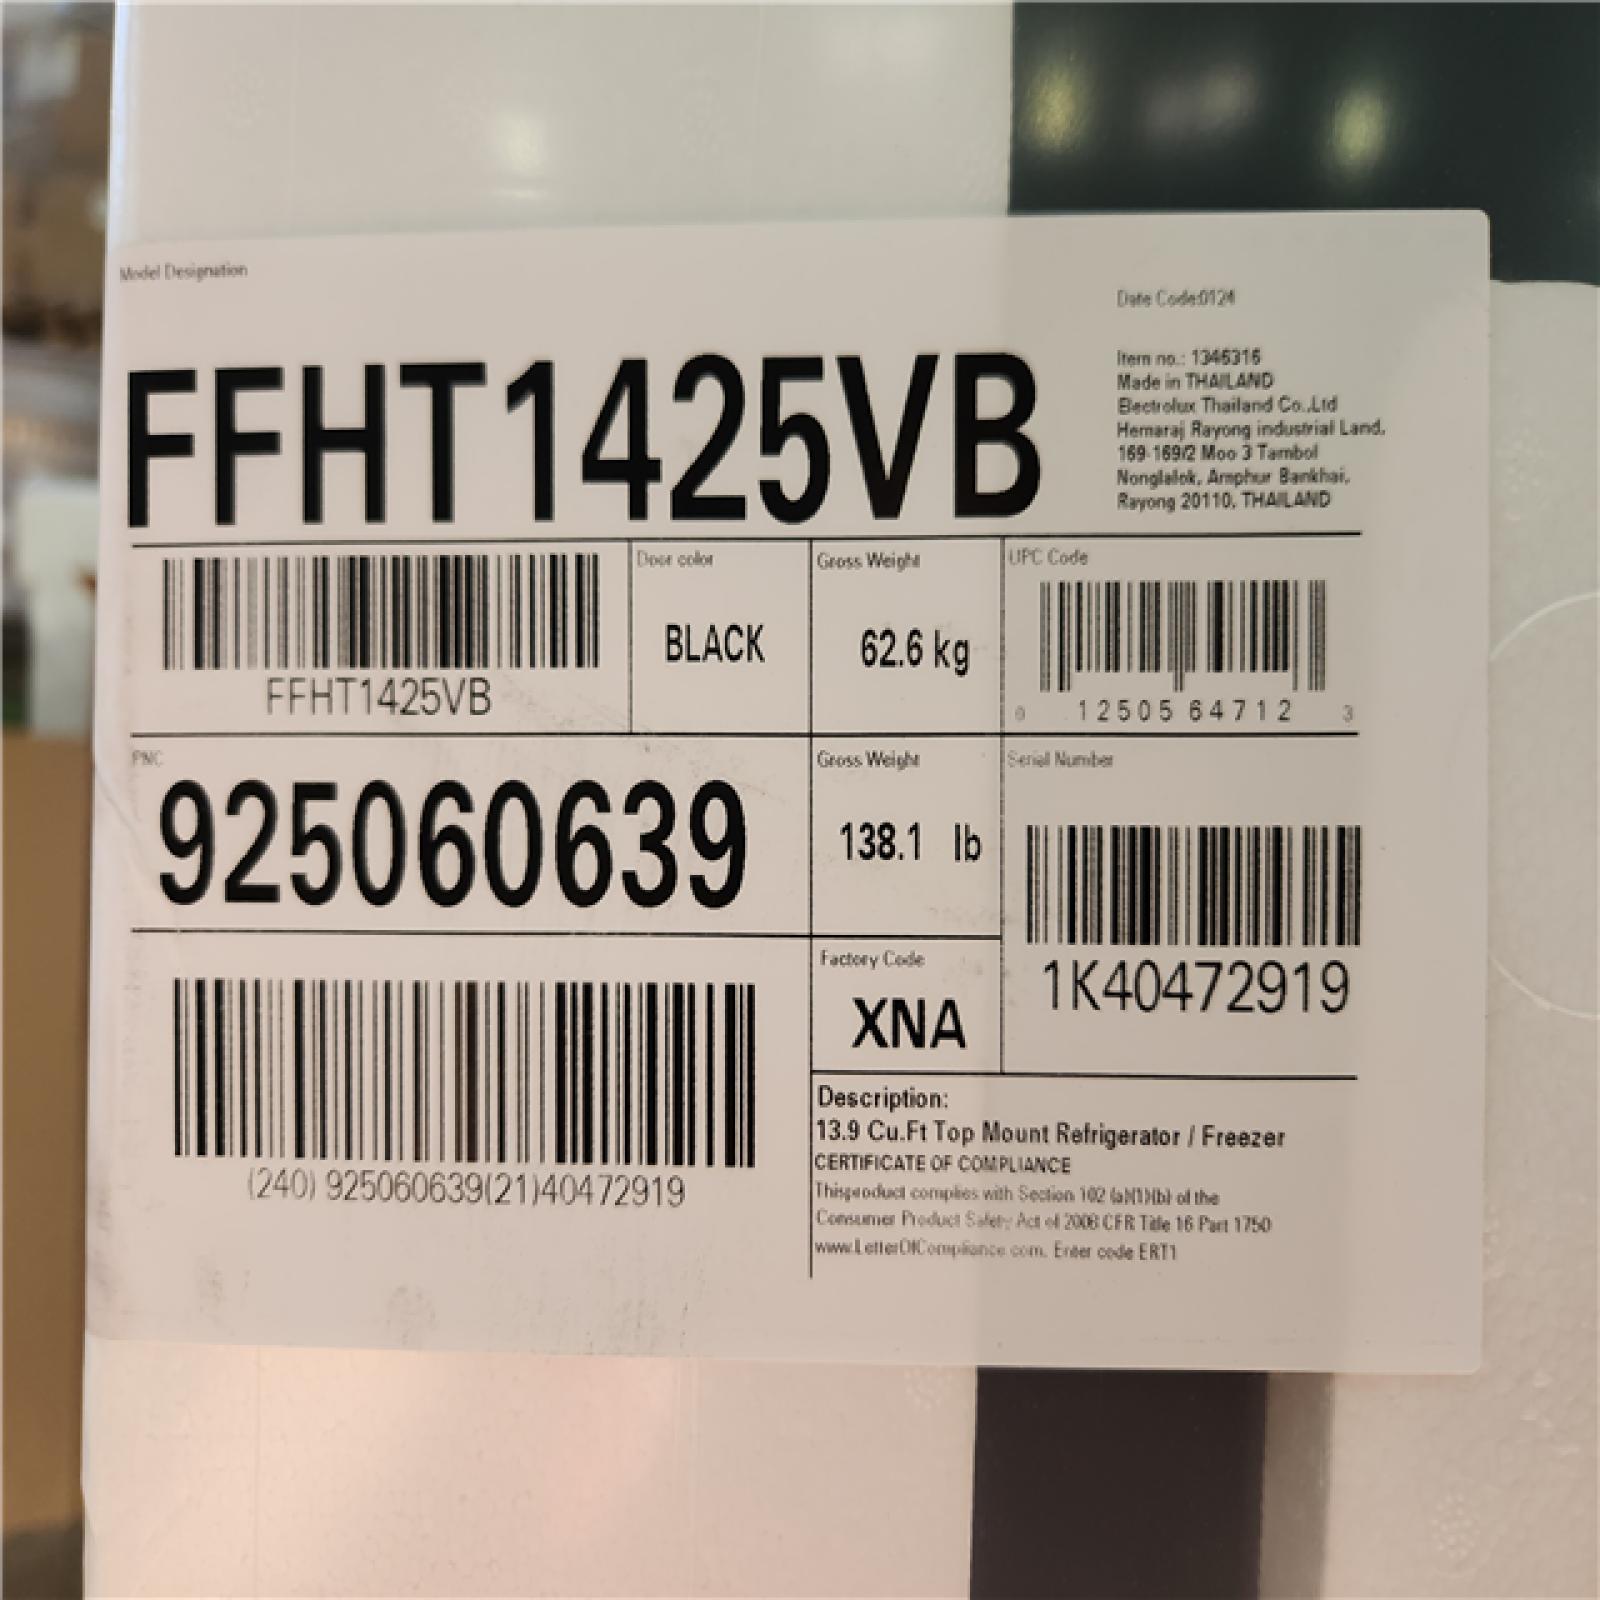 Model Designation
Date Code:0124
FFHT1425VB
Item no.: 1346316
Made in THAILAND
Electrolux Thailand Co.,Ltd
Hemaraj Rayong industrial Land,
169-169/2 Moo 3 Tambol
Nonglalok, Amphur Bankhai,
Rayong 20110, THAILAND
FFHT1425VB
Door color
BLACK
Gross Weight
62.6 kg
UPC Code
0 12505 64712 3
PNC
925060639
Gross Weight
138.1 lb
Serial Number
1K40472919
Factory Code
XNA
(240) 925060639(21)40472919
Description:
13.9 Cu.Ft Top Mount Refrigerator / Freezer
CERTIFICATE OF COMPLIANCE
Thisproduct complies with Section 102 (a)(1)(b) of the
Consumer Product Safety Act of 2008 CFR Title 16 Part 1750
www.LetterOfCompliance.com. Enter code ERT1